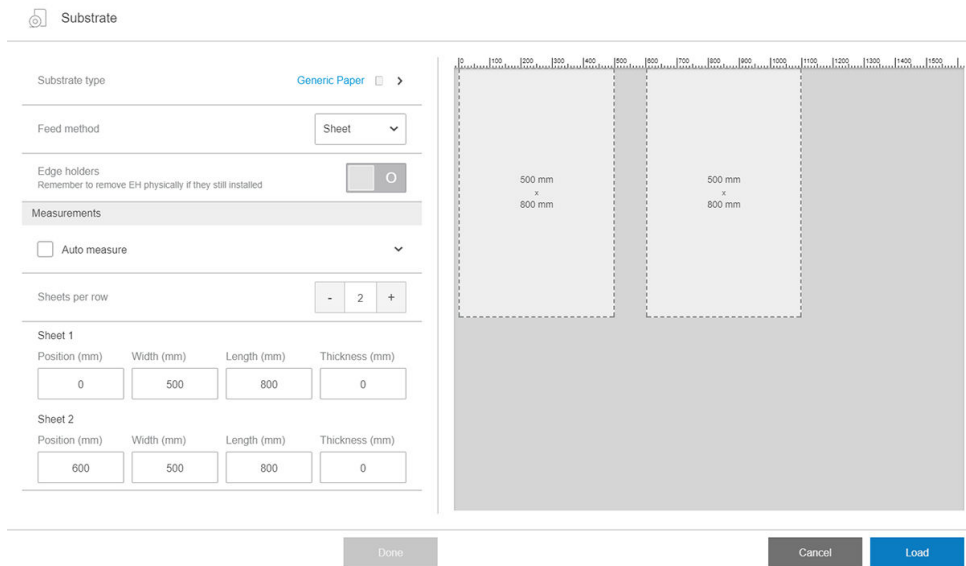 Substrate
Substrate type
Generic Paper
Feed method
Sheet
Edge holders
Remember to remove EH physically if they still installed
O
Measurements
Auto measure
Sheets per row
- 2 +
Sheet 1
Position (mm) Width (mm) Length (mm) Thickness (mm)
0 500 800 0
Sheet 2
Position (mm) Width (mm) Length (mm) Thickness (mm)
600 500 800 0
0 100 200 300 400 500 600 700 800 900 1000 1100 1200 1300 1400 1500
500 mm
x
800 mm
500 mm
x
800 mm
Done
Cancel
Load